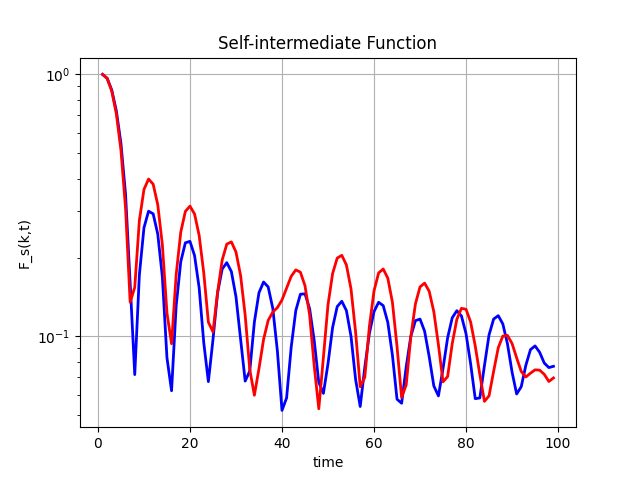 Self-intermediate Function
10⁰
10⁻¹
F_s(k,t)
0 20 40 60 80 100
time